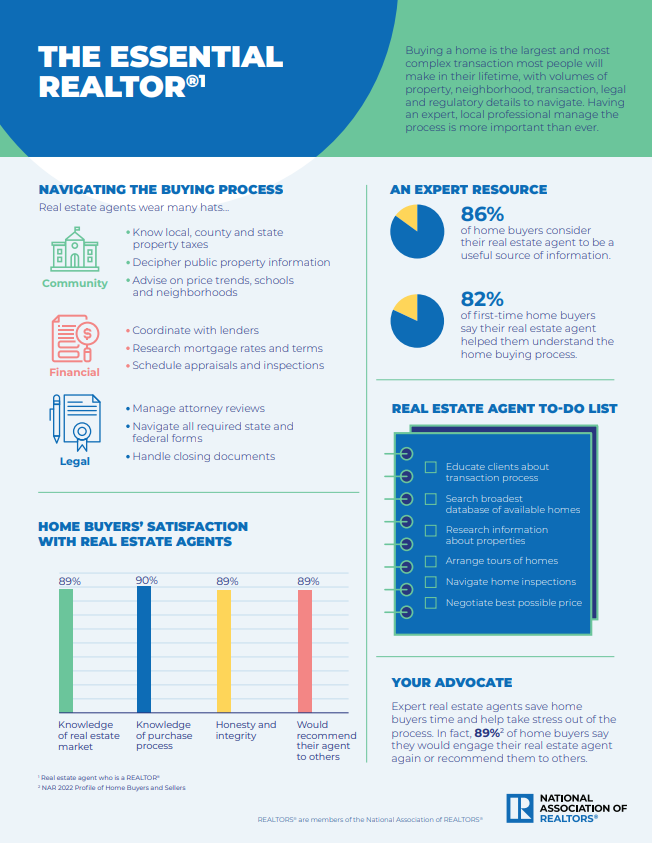 THE ESSENTIAL
REALTOR®¹
Buying a home is the largest and most
complex transaction most people will
make in their lifetime, with volumes of
property, neighborhood, transaction, legal
and regulatory details to navigate. Having
an expert, local professional manage the
process is more important than ever.
NAVIGATING THE BUYING PROCESS
Real estate agents wear many hats...
Community
• Know local, county and state
property taxes
• Decipher public property information
• Advise on price trends, schools
and neighborhoods
Financial
• Coordinate with lenders
• Research mortgage rates and terms
• Schedule appraisals and inspections
Legal
• Manage attorney reviews
• Navigate all required state and
federal forms
• Handle closing documents
HOME BUYERS’ SATISFACTION
WITH REAL ESTATE AGENTS
89%
90%
89%
89%
Knowledge
of real estate
market
Knowledge
of purchase
process
Honesty and
integrity
Would
recommend
their agent
to others
¹ Real estate agent who is a REALTOR®
² NAR 2022 Profile of Home Buyers and Sellers
AN EXPERT RESOURCE
86%
of home buyers consider
their real estate agent to be a
useful source of information.
82%
of first-time home buyers
say their real estate agent
helped them understand the
home buying process.
REAL ESTATE AGENT TO-DO LIST
Educate clients about
transaction process
Search broadest
database of available homes
Research information
about properties
Arrange tours of homes
Navigate home inspections
Negotiate best possible price
YOUR ADVOCATE
Expert real estate agents save home
buyers time and help take stress out of the
process. In fact, 89%² of home buyers say
they would engage their real estate agent
again or recommend them to others.
REALTORS® are members of the National Association of REALTORS®
NATIONAL
ASSOCIATION OF
REALTORS®